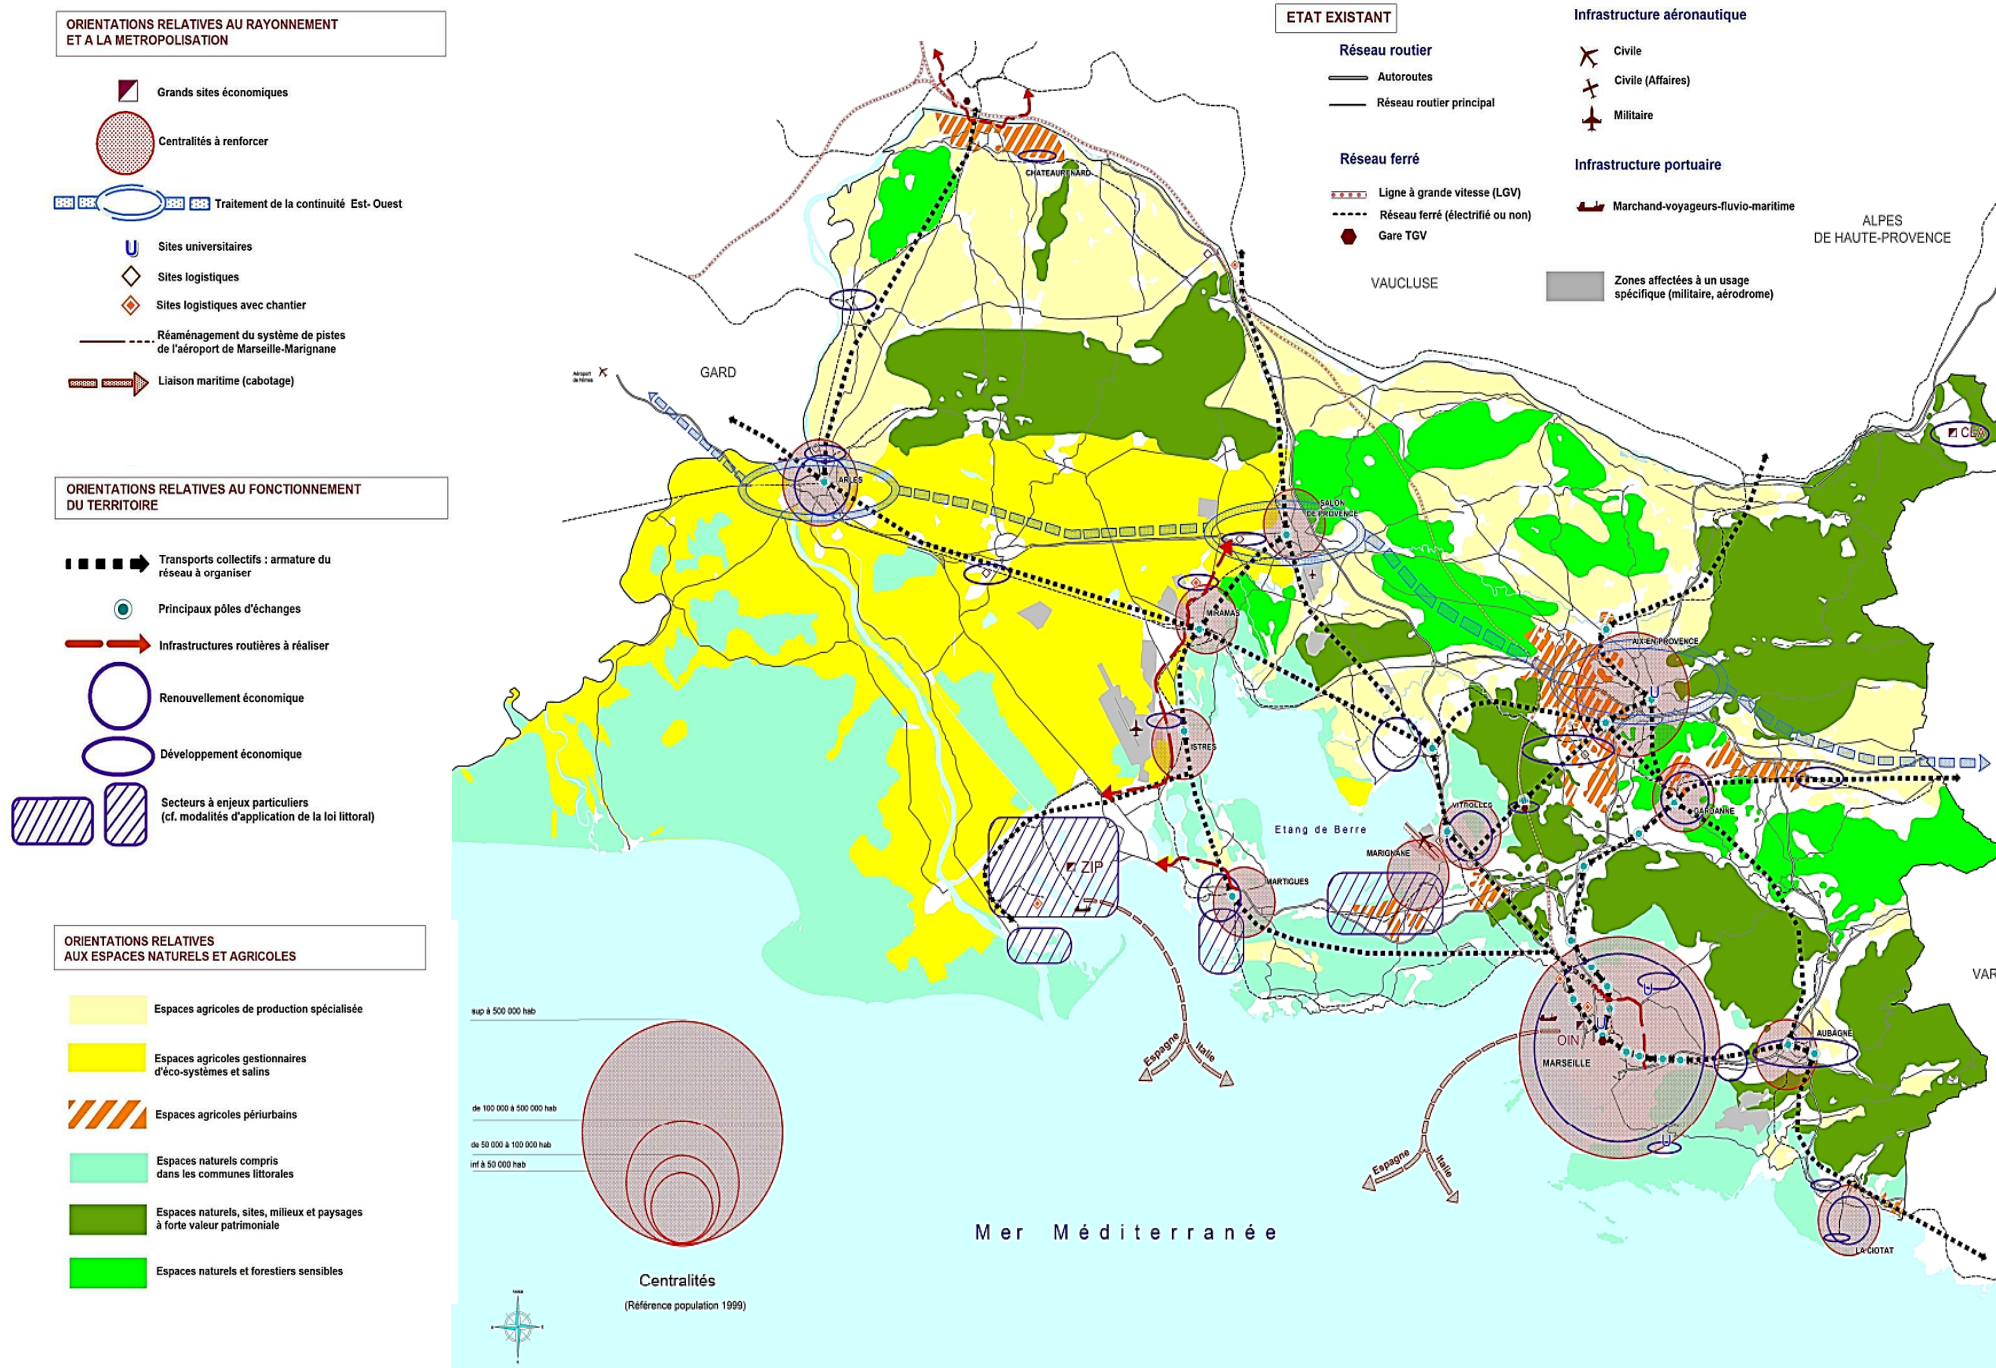 ORIENTATIONS RELATIVES AU RAYONNEMENT
ET A LA METROPOLISATION
Grands sites économiques
Centralités à renforcer
Traitement de la continuité Est- Ouest
U
Sites universitaires
Sites logistiques
Sites logistiques avec chantier
Réaménagement du système de pistes
de l'aéroport de Marseille-Marignane
Liaison maritime (cabotage)
ORIENTATIONS RELATIVES AU FONCTIONNEMENT
DU TERRITOIRE
Transports collectifs : armature du
réseau à organiser
Principaux pôles d'échanges
Infrastructures routières à réaliser
Renouvellement économique
Développement économique
Secteurs à enjeux particuliers
(cf. modalités d'application de la loi littoral)
ORIENTATIONS RELATIVES
AUX ESPACES NATURELS ET AGRICOLES
Espaces agricoles de production spécialisée
Espaces agricoles gestionnaires
d'éco-systèmes et salins
Espaces agricoles périurbains
Espaces naturels compris
dans les communes littorales
Espaces naturels, sites, milieux et paysages
à forte valeur patrimoniale
Espaces naturels et forestiers sensibles
ETAT EXISTANT
Réseau routier
Autoroutes
Réseau routier principal
Réseau ferré
Ligne à grande vitesse (LGV)
Réseau ferré (électrifié ou non)
Gare TGV
Infrastructure aéronautique
Civile
Civile (Affaires)
Militaire
Infrastructure portuaire
Marchand-voyageurs-fluvio-maritime
Zones affectées à un usage
spécifique (militaire, aérodrome)
ALPES
DE HAUTE-PROVENCE
VAUCLUSE
CHATEAURENARD
GARD
Aéroport
de Nîmes
CEA
ARLES
SALON
DE PROVENCE
MIRAMAS
AIX-EN-PROVENCE
U
U
ISTRES
VITROLLES
GARDANNE
Etang de Berre
MARIGNANE
ZIP
MARTIGUES
VAR
U
U
OIN
MARSEILLE
AUBAGNE
U
LA CIOTAT
Espagne
Italie
Espagne
Italie
Mer Méditerranée
sup à 500 000 hab
de 100 000 à 500 000 hab
de 50 000 à 100 000 hab
inf à 50 000 hab
Centralités
(Référence population 1999)